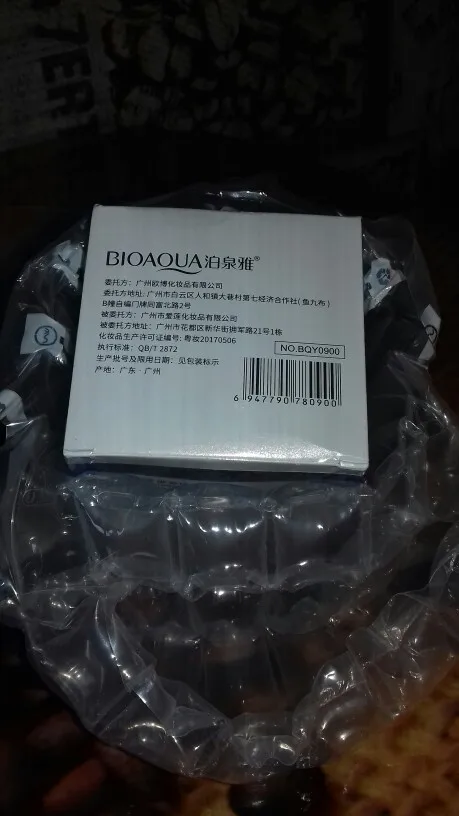 TER
BIOAQUA泊泉雅®
委托方：广州欧博化妆品有限公司
委托方地址: 广州市白云区人和镇大巷村第七经济合作社( 鱼九布 )
B幢自编门牌同富北路2号
被委托方：广州市爱莲化妆品有限公司
被委托方地址：广州市花都区新华街拥军路21号1栋
化妆品生产许可证编号: 粤妆20170506
执行标准：QB/T 2872
生产批号及限用日期：见包装标示
产地：广东 · 广州
NO.BQY0900
6 947790 780900